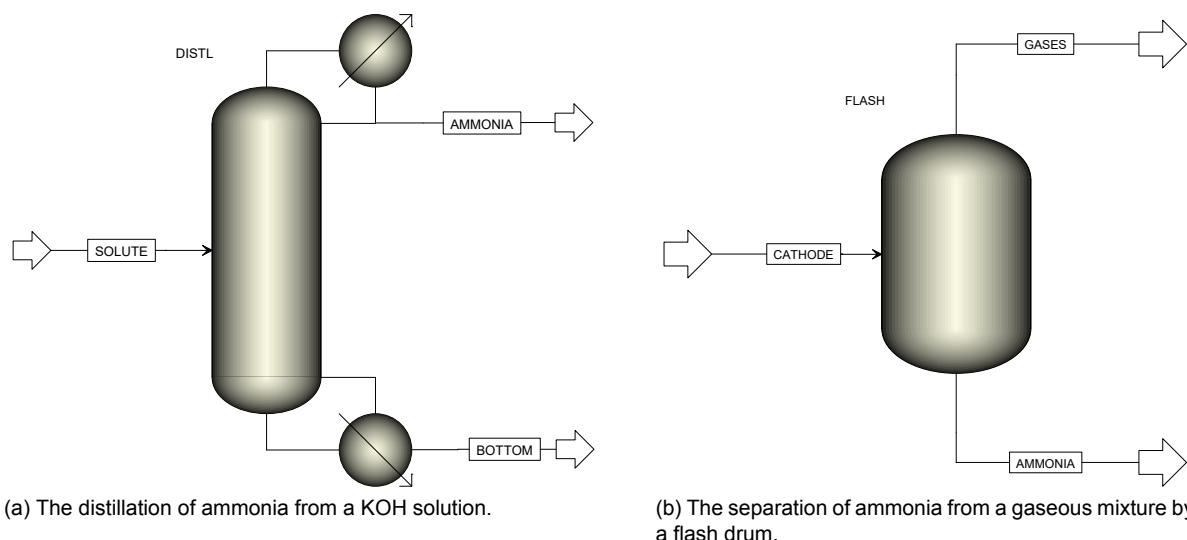 DISTL
AMMONIA
SOLUTE
BOTTOM
(a) The distillation of ammonia from a KOH solution.
GASES
FLASH
CATHODE
AMMONIA
(b) The separation of ammonia from a gaseous mixture by
a flash drum.